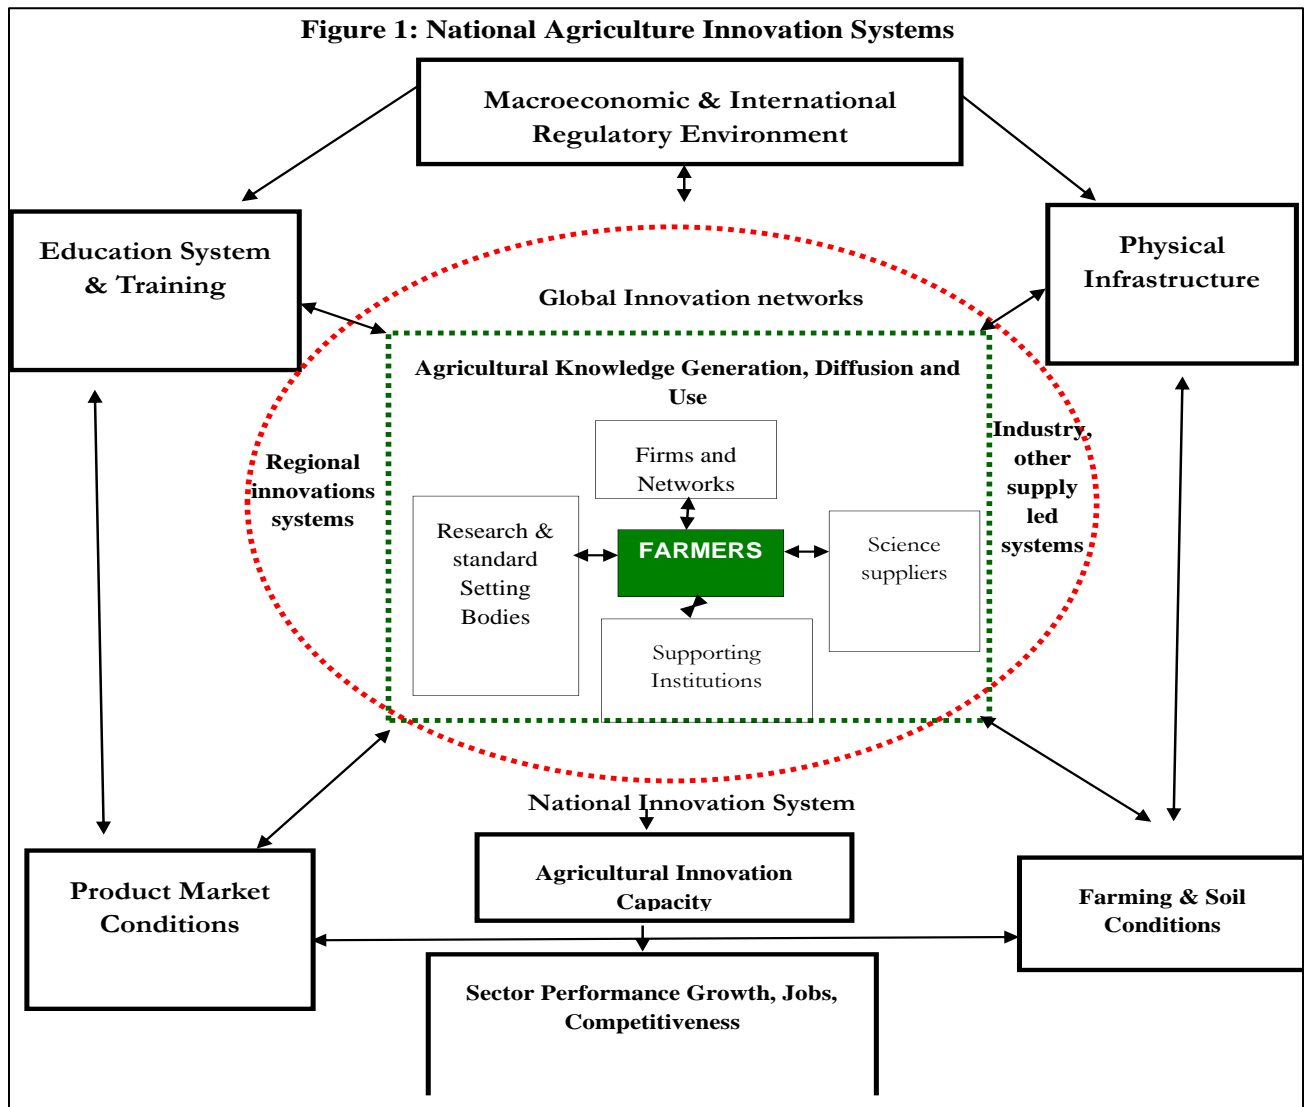 Figure 1: National Agriculture Innovation Systems
Macroeconomic & International
Regulatory Environment
Education System
& Training
Physical
Infrastructure
Global Innovation networks
Agricultural Knowledge Generation, Diffusion and
Use
Regional
innovations
systems
Industry,
other
supply
led
systems
Firms and
Networks
Research &
standard
Setting
Bodies
FARMERS
Science
suppliers
Supporting
Institutions
National Innovation System
Agricultural Innovation
Capacity
Product Market
Conditions
Farming & Soil
Conditions
Sector Performance Growth, Jobs,
Competitiveness